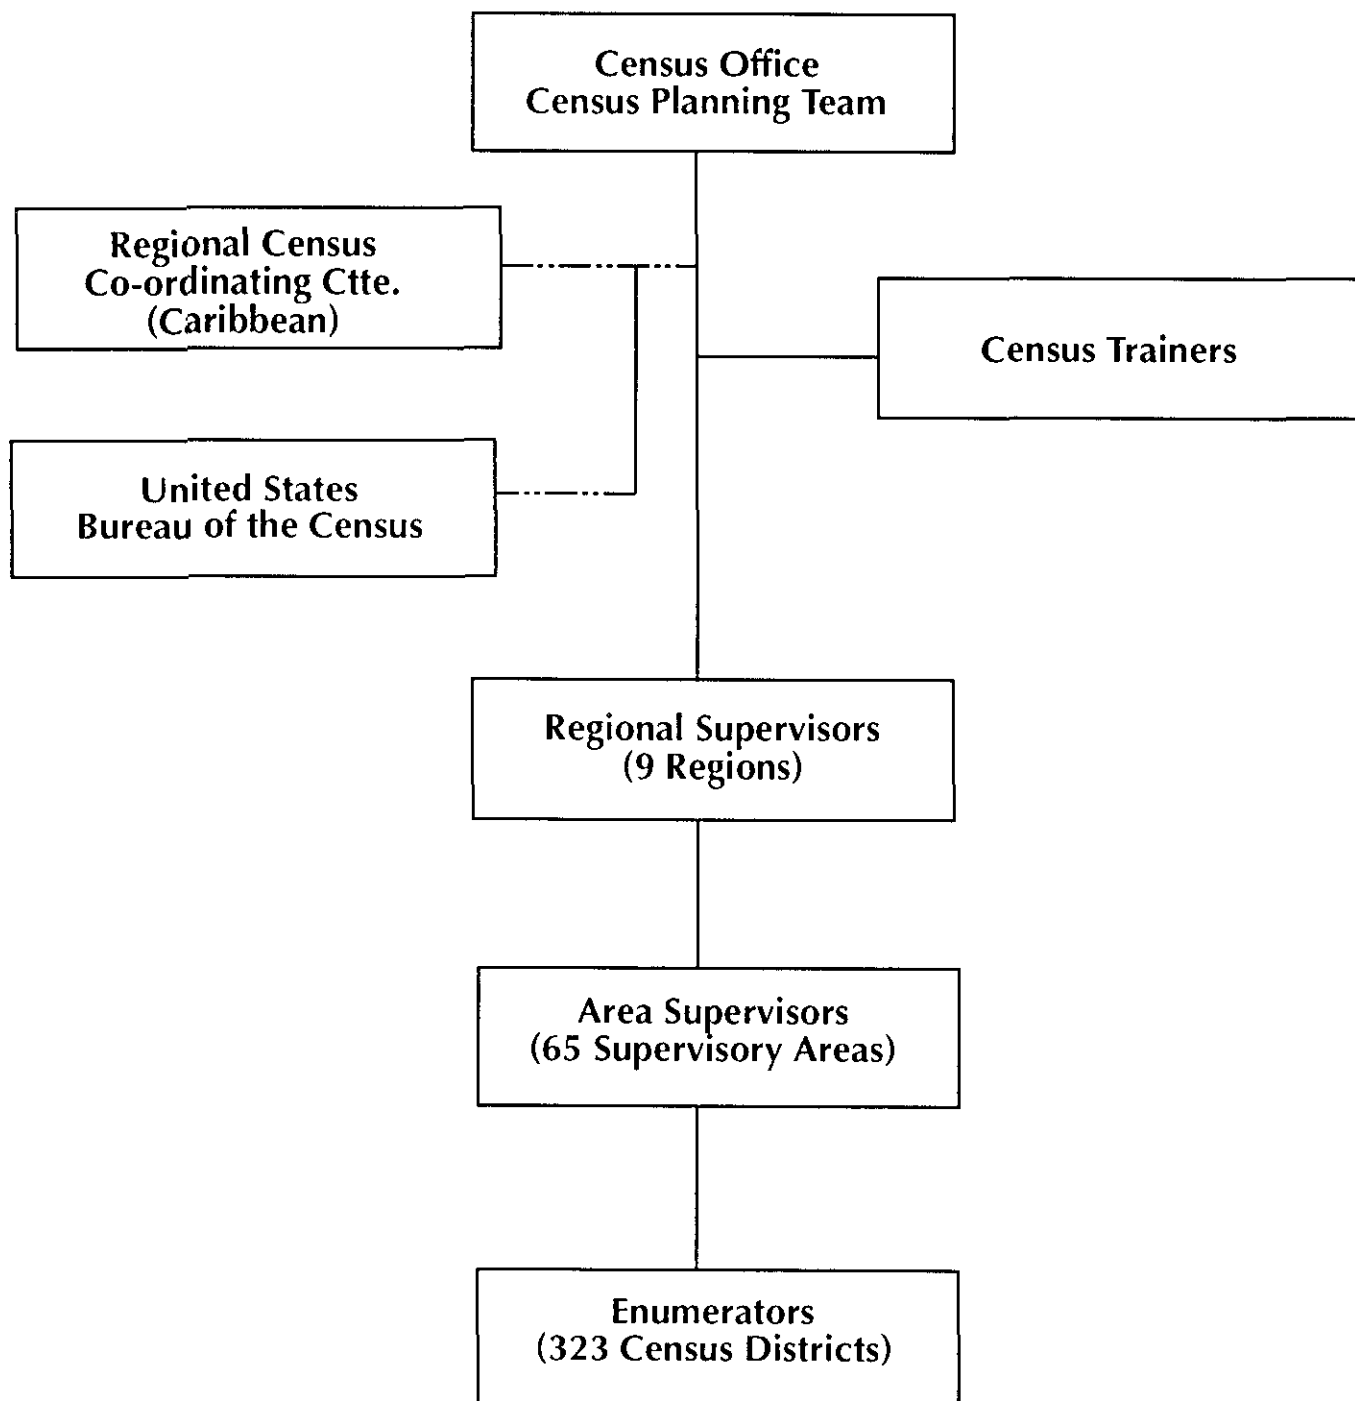 Census Office
Census Planning Team
Regional Census
Co-ordinating Ctte.
(Caribbean)
Census Trainers
United States
Bureau of the Census
Regional Supervisors
(9 Regions)
Area Supervisors
(65 Supervisory Areas)
Enumerators
(323 Census Districts)